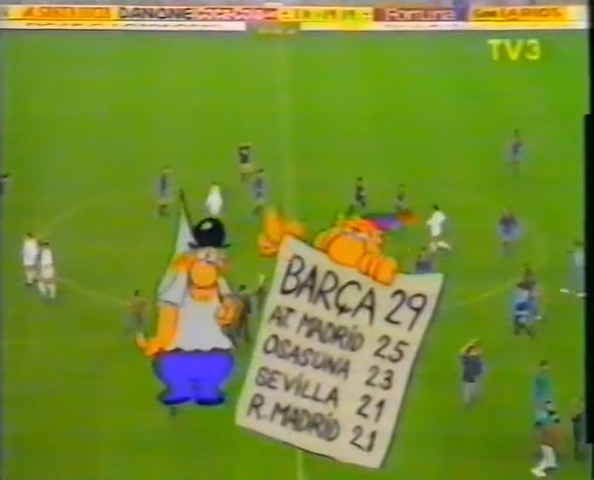 DANONE
Fortuna
TV3
BARÇA 29
AT. MADRID 25
OSASUNA 23
SEVILLA 21
R. MADRID 21